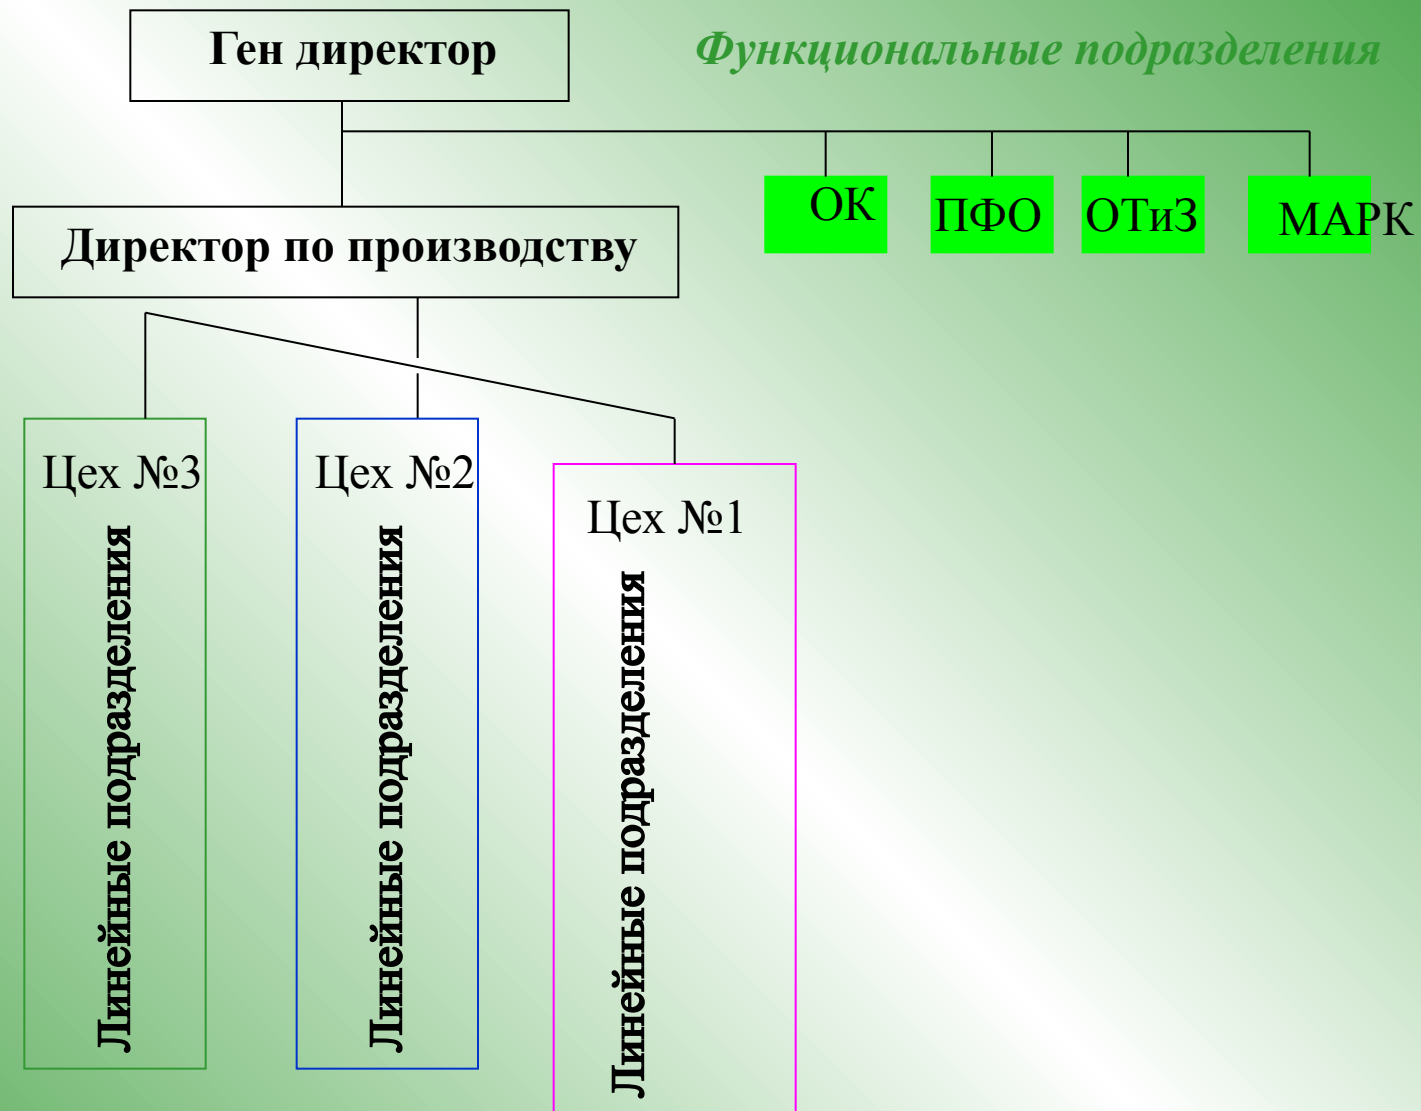 Ген директор
Функциональные подразделения
ОК
ПФО
ОТиЗ
МАРК
Директор по производству
Цех №3
Линейные подразделения
Цех №2
Линейные подразделения
Цех №1
Линейные подразделения